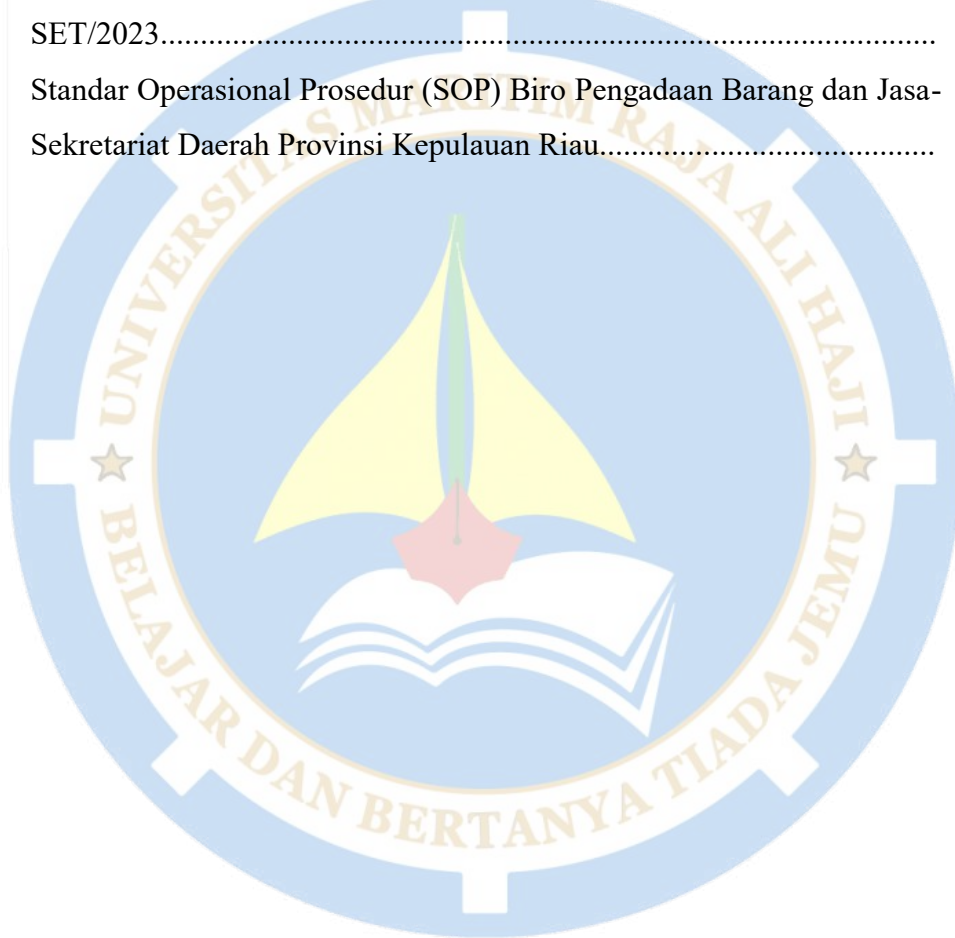 SET/2023.................................................................................................
Standar Operasional Prosedur (SOP) Biro Pengadaan Barang dan Jasa-
Sekretariat Daerah Provinsi Kepulauan Riau..........................................
UNIVERSITAS MARITIM RAJA ALI HAJI
BELAJAR DAN BERTANYA TIADA JEMU